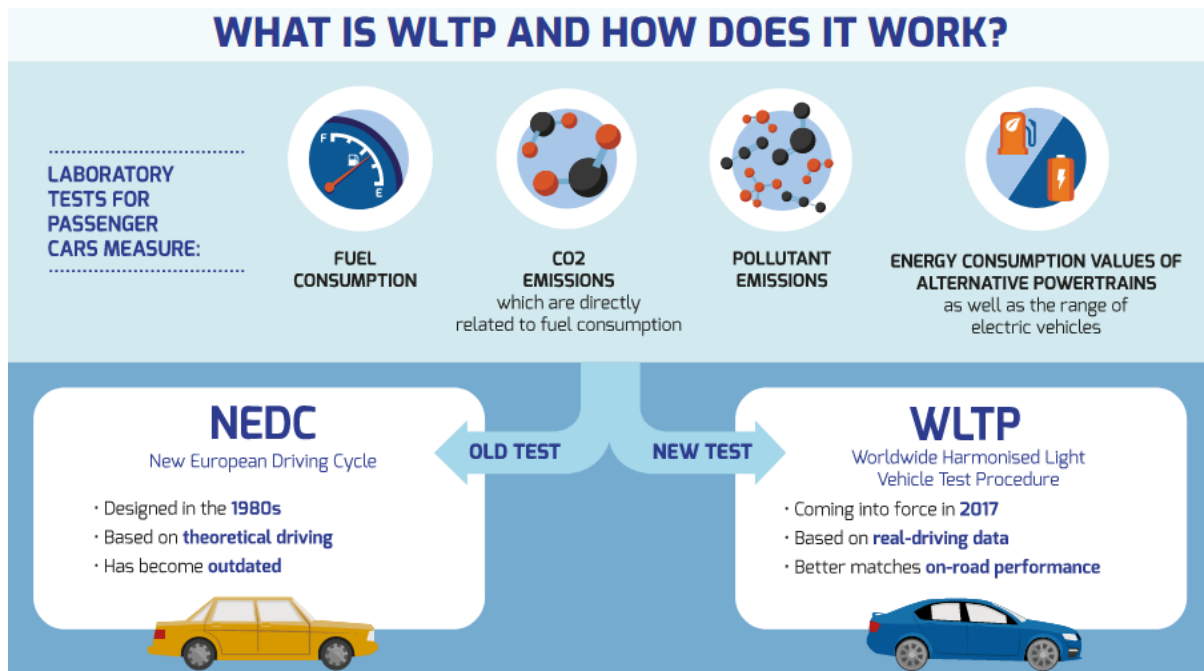 WHAT IS WLTP AND HOW DOES IT WORK?
LABORATORY
TESTS FOR
PASSENGER
CARS MEASURE:
F
E
FUEL
CONSUMPTION
CO2
EMISSIONS
which are directly
related to fuel consumption
POLLUTANT
EMISSIONS
ENERGY CONSUMPTION VALUES OF
ALTERNATIVE POWERTRAINS
as well as the range of
electric vehicles
OLD TEST
NEW TEST
NEDC
New European Driving Cycle
· Designed in the 1980s
· Based on theoretical driving
· Has become outdated
WLTP
Worldwide Harmonised Light
Vehicle Test Procedure
· Coming into force in 2017
· Based on real-driving data
· Better matches on-road performance